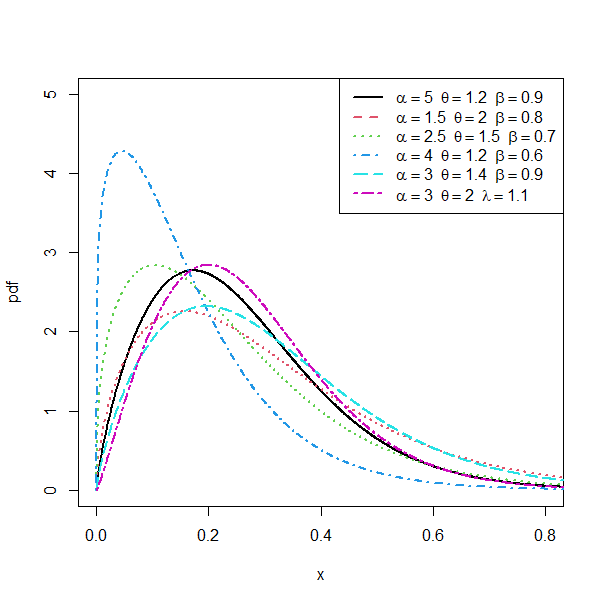 α = 5 θ = 1.2 β = 0.9
α = 1.5 θ = 2 β = 0.8
α = 2.5 θ = 1.5 β = 0.7
α = 4 θ = 1.2 β = 0.6
α = 3 θ = 1.4 β = 0.9
α = 3 θ = 2 λ = 1.1
5
4
3
2
1
0
pdf
0.0 0.2 0.4 0.6 0.8
x